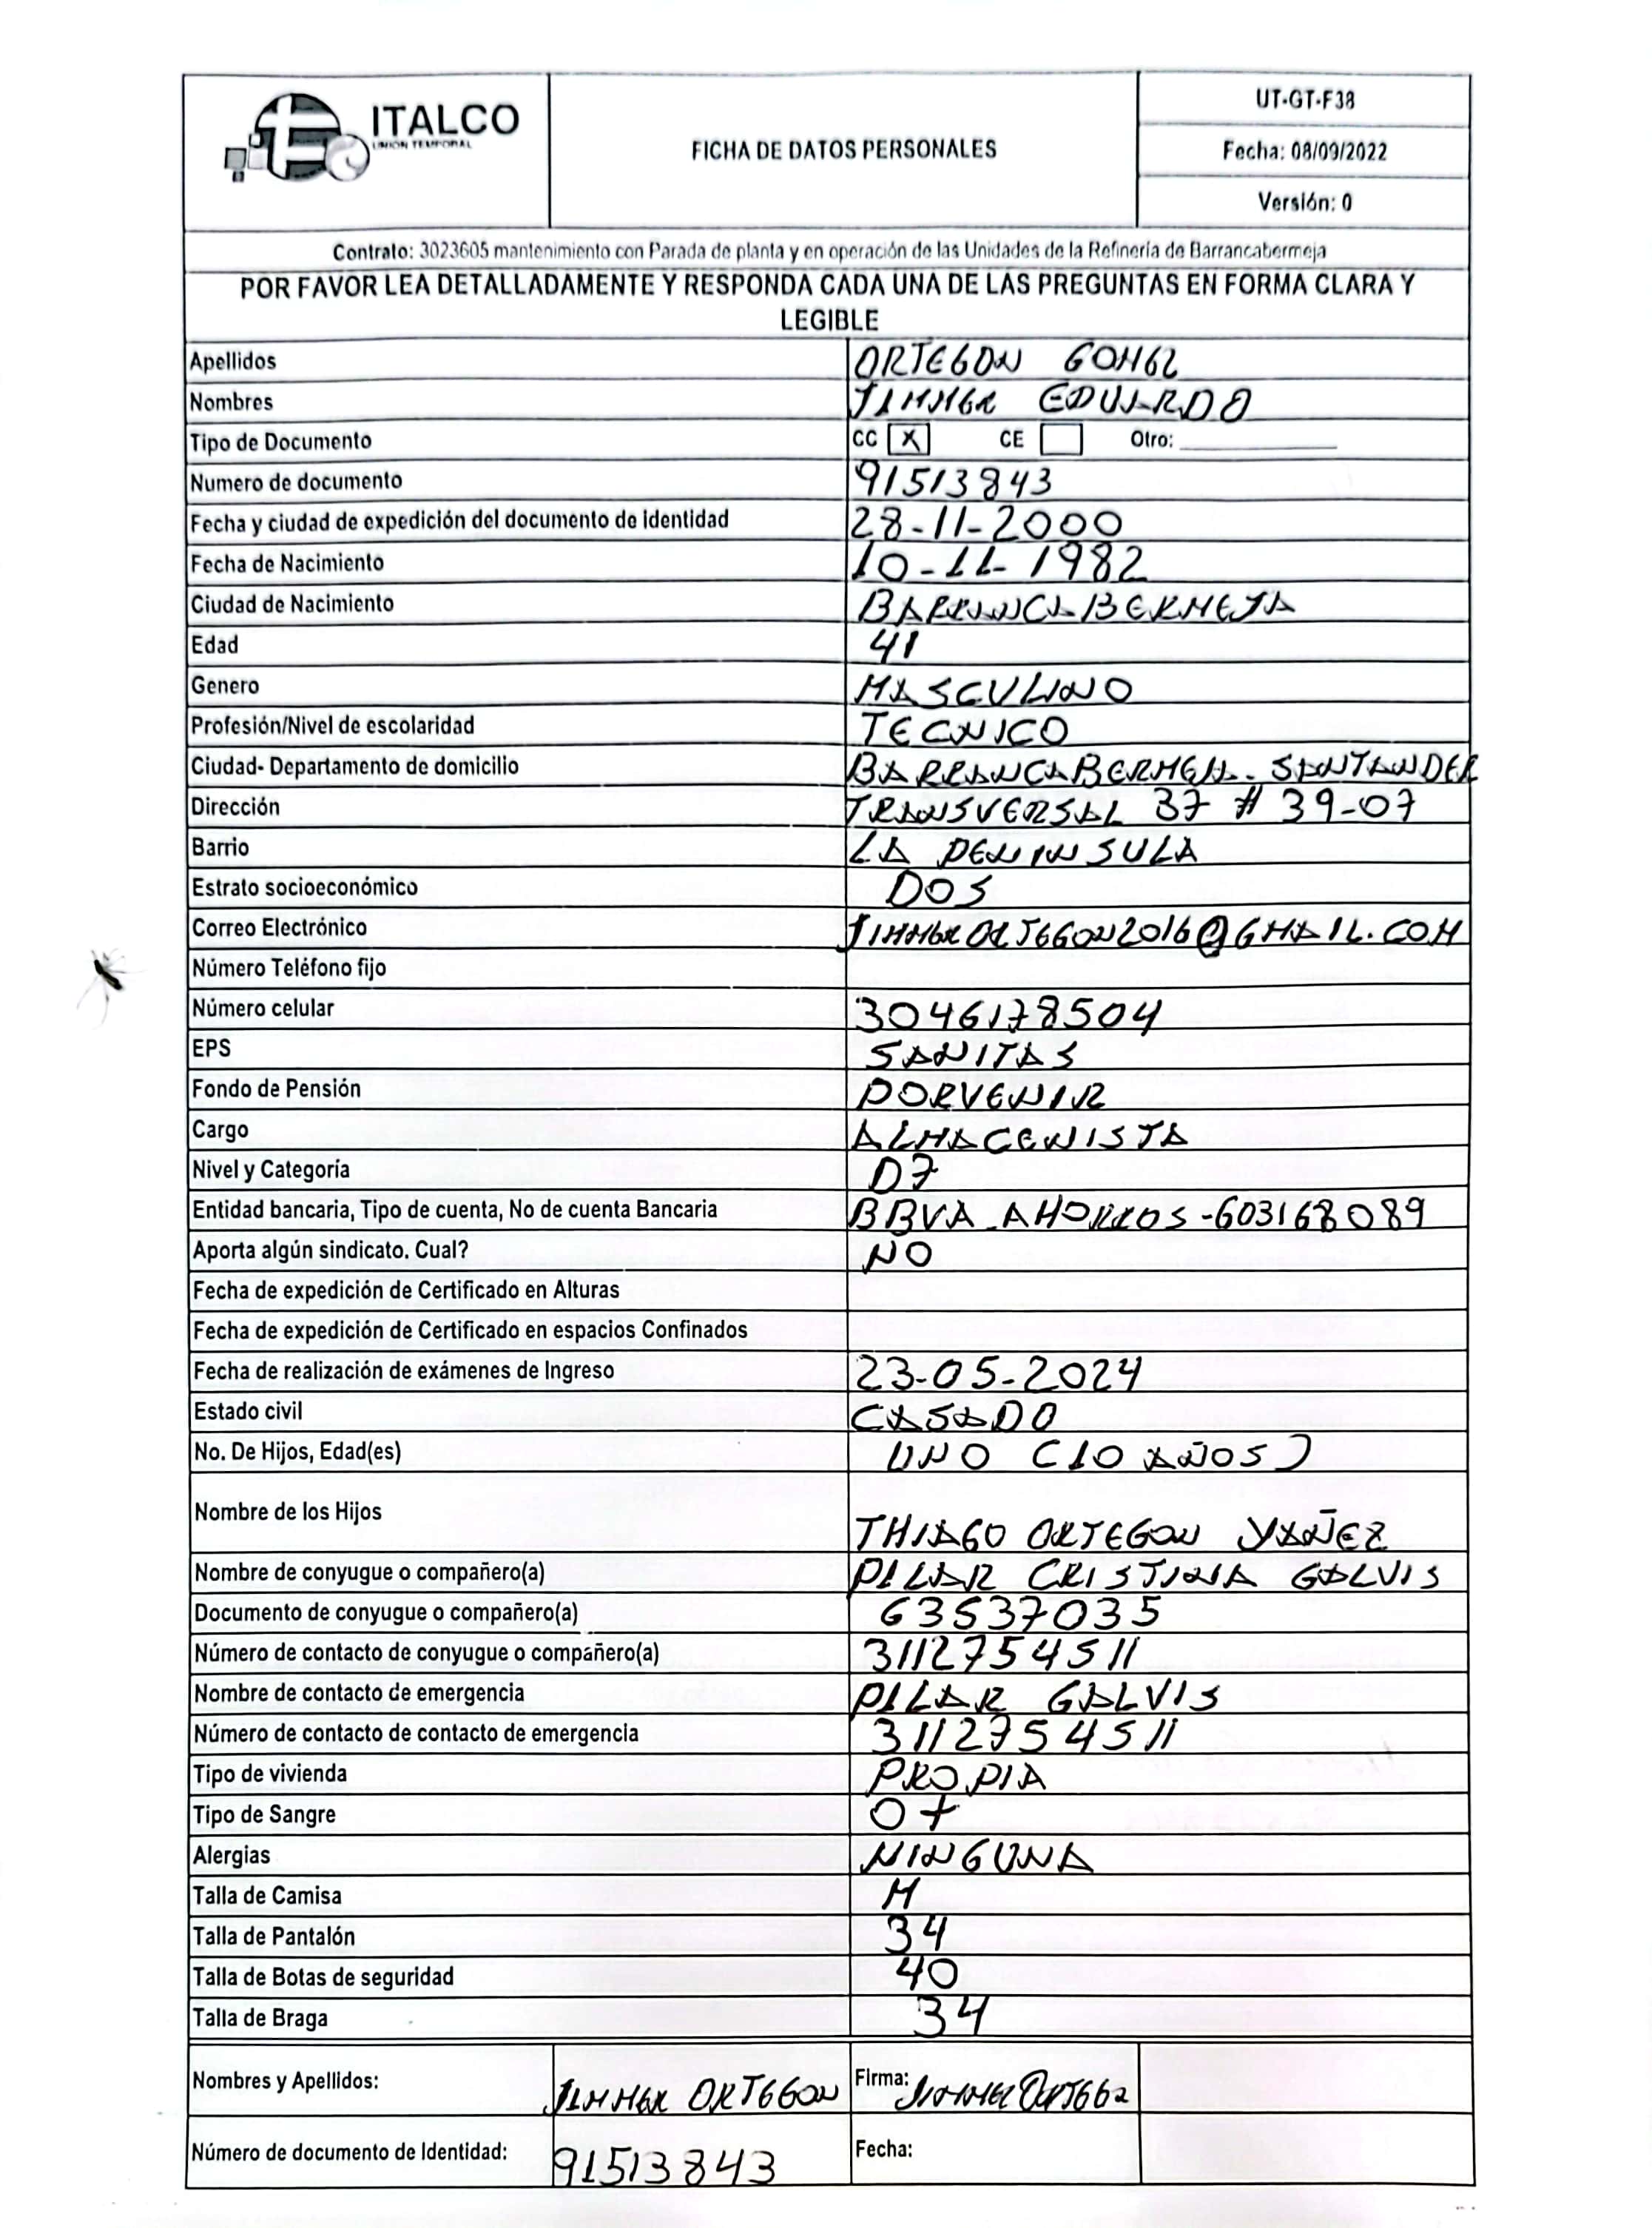 ITALCO
UNIÓN TEMPORAL
FICHA DE DATOS PERSONALES
UT-GT-F38
Fecha: 08/09/2022
Versión: 0
Contrato: 3023605 mantenimiento con Parada de planta y en operación de las Unidades de la Refinería de Barrancabermeja
POR FAVOR LEA DETALLADAMENTE Y RESPONDA CADA UNA DE LAS PREGUNTAS EN FORMA CLARA Y
LEGIBLE
Apellidos ORTEGON GOMEZ
Nombres JIMMER EDUARDO
Tipo de Documento CC X CE Otro:
Numero de documento 91513843
Fecha y ciudad de expedición del documento de identidad 28-11-2000
Fecha de Nacimiento 10-11-1982
Ciudad de Nacimiento BARRANCABERMEJA
Edad 41
Genero MASCULINO
Profesión/Nivel de escolaridad TECNICO
Ciudad- Departamento de domicilio BARRANCABERMEJA. SANTANDER
Dirección TRANSVERSAL 37 # 39-07
Barrio LA PENINSULA
Estrato socioeconómico DOS
Correo Electrónico JIMMERORTEGON2016@GMAIL.COM
Número Teléfono fijo
Número celular 3046178504
EPS SANITAS
Fondo de Pensión PORVENIR
Cargo ALMACENISTA
Nivel y Categoría D7
Entidad bancaria, Tipo de cuenta, No de cuenta Bancaria BBVA AHORROS-603168089
Aporta algún sindicato. Cual? NO
Fecha de expedición de Certificado en Alturas
Fecha de expedición de Certificado en espacios Confinados
Fecha de realización de exámenes de Ingreso 23-05-2024
Estado civil CASADO
No. De Hijos, Edad(es) UNO (10 AÑOS)
Nombre de los Hijos THIAGO ORTEGON YAÑEZ
Nombre de conyugue o compañero(a) PILAR CRISTINA GALVIS
Documento de conyugue o compañero(a) 63537035
Número de contacto de conyugue o compañero(a) 3112754511
Nombre de contacto de emergencia PILAR GALVIS
Número de contacto de contacto de emergencia 3112754511
Tipo de vivienda PROPIA
Tipo de Sangre O+
Alergias NINGUNA
Talla de Camisa M
Talla de Pantalón 34
Talla de Botas de seguridad 40
Talla de Braga 34
Nombres y Apellidos: JIMMER ORTEGON Firma: JIMMER ORTEGON
Número de documento de Identidad: 91513843 Fecha: